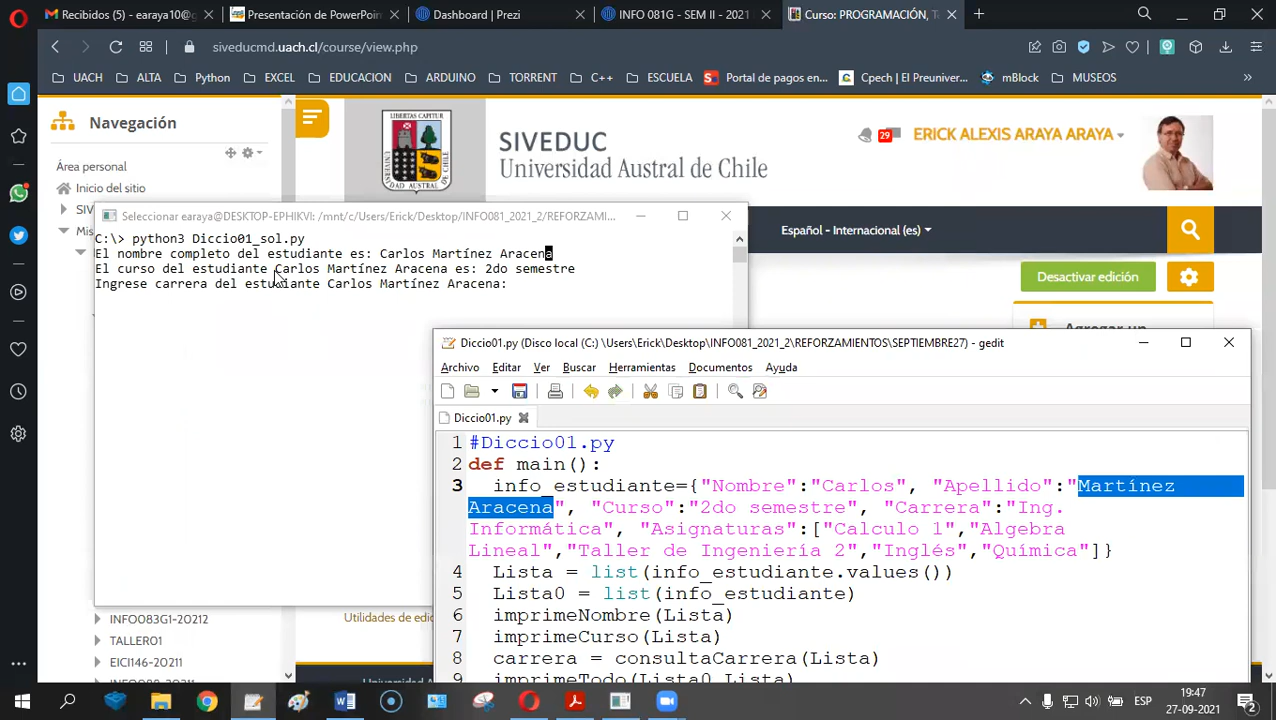 Recibidos (6) - earaya10@g
Presentación de PowerPoin
Dashboard | Prezi
INFO 081G - SEM II - 2021
Curso: PROGRAMACIÓN, Ta
siveducmd.uach.cl/course/view.php
UACH
ALTA
Python
EXCEL
EDUCACION
ARDUINO
TORRENT
C++
ESCUELA
Portal de pagos en...
Cpech | El Preuniver...
mBlock
MUSEOS
Navegación
Área personal
Inicio del sitio
SIV
Mis
LIBERTAS CAPITUR
SIVEDUC
Universidad Austral de Chile
29
ERICK ALEXIS ARAYA ARAYA
Español - Internacional (es)
Desactivar edición
Agregar un
Seleccionar earaya@DESKTOP-EPHIKVI: /mnt/c/Users/Erick/Desktop/INFO081_2021_2/REFORZAMI...
C:\> python3 Diccio01_sol.py
El nombre completo del estudiante es: Carlos Martínez Aracena
El curso del estudiante Carlos Martínez Aracena es: 2do semestre
Ingrese carrera del estudiante Carlos Martínez Aracena:
Diccio01.py (Disco local (C:) \Users\Erick\Desktop\INFO081_2021_2\REFORZAMIENTOS\SEPTIEMBRE27) - gedit
Archivo Editar Ver Buscar Herramientas Documentos Ayuda
Diccio01.py
1 #Diccio01.py
2 def main():
3 info_estudiante={"Nombre":"Carlos", "Apellido":"Martínez
Aracena", "Curso":"2do semestre", "Carrera":"Ing.
Informática", "Asignaturas":["Calculo 1","Algebra
Lineal","Taller de Ingeniería 2","Inglés","Química"]}
4 Lista = list(info_estudiante.values())
5 Lista0 = list(info_estudiante)
6 imprimeNombre(Lista)
7 imprimeCurso(Lista)
8 carrera = consultaCarrera(Lista)
9 imprimeTodo(Lista0,Lista)
INFO083G1-20212
TALLER01
EICI146-20211
Utilidades de edic
Universidad Austral
ESP
19:47
27-09-2021
2